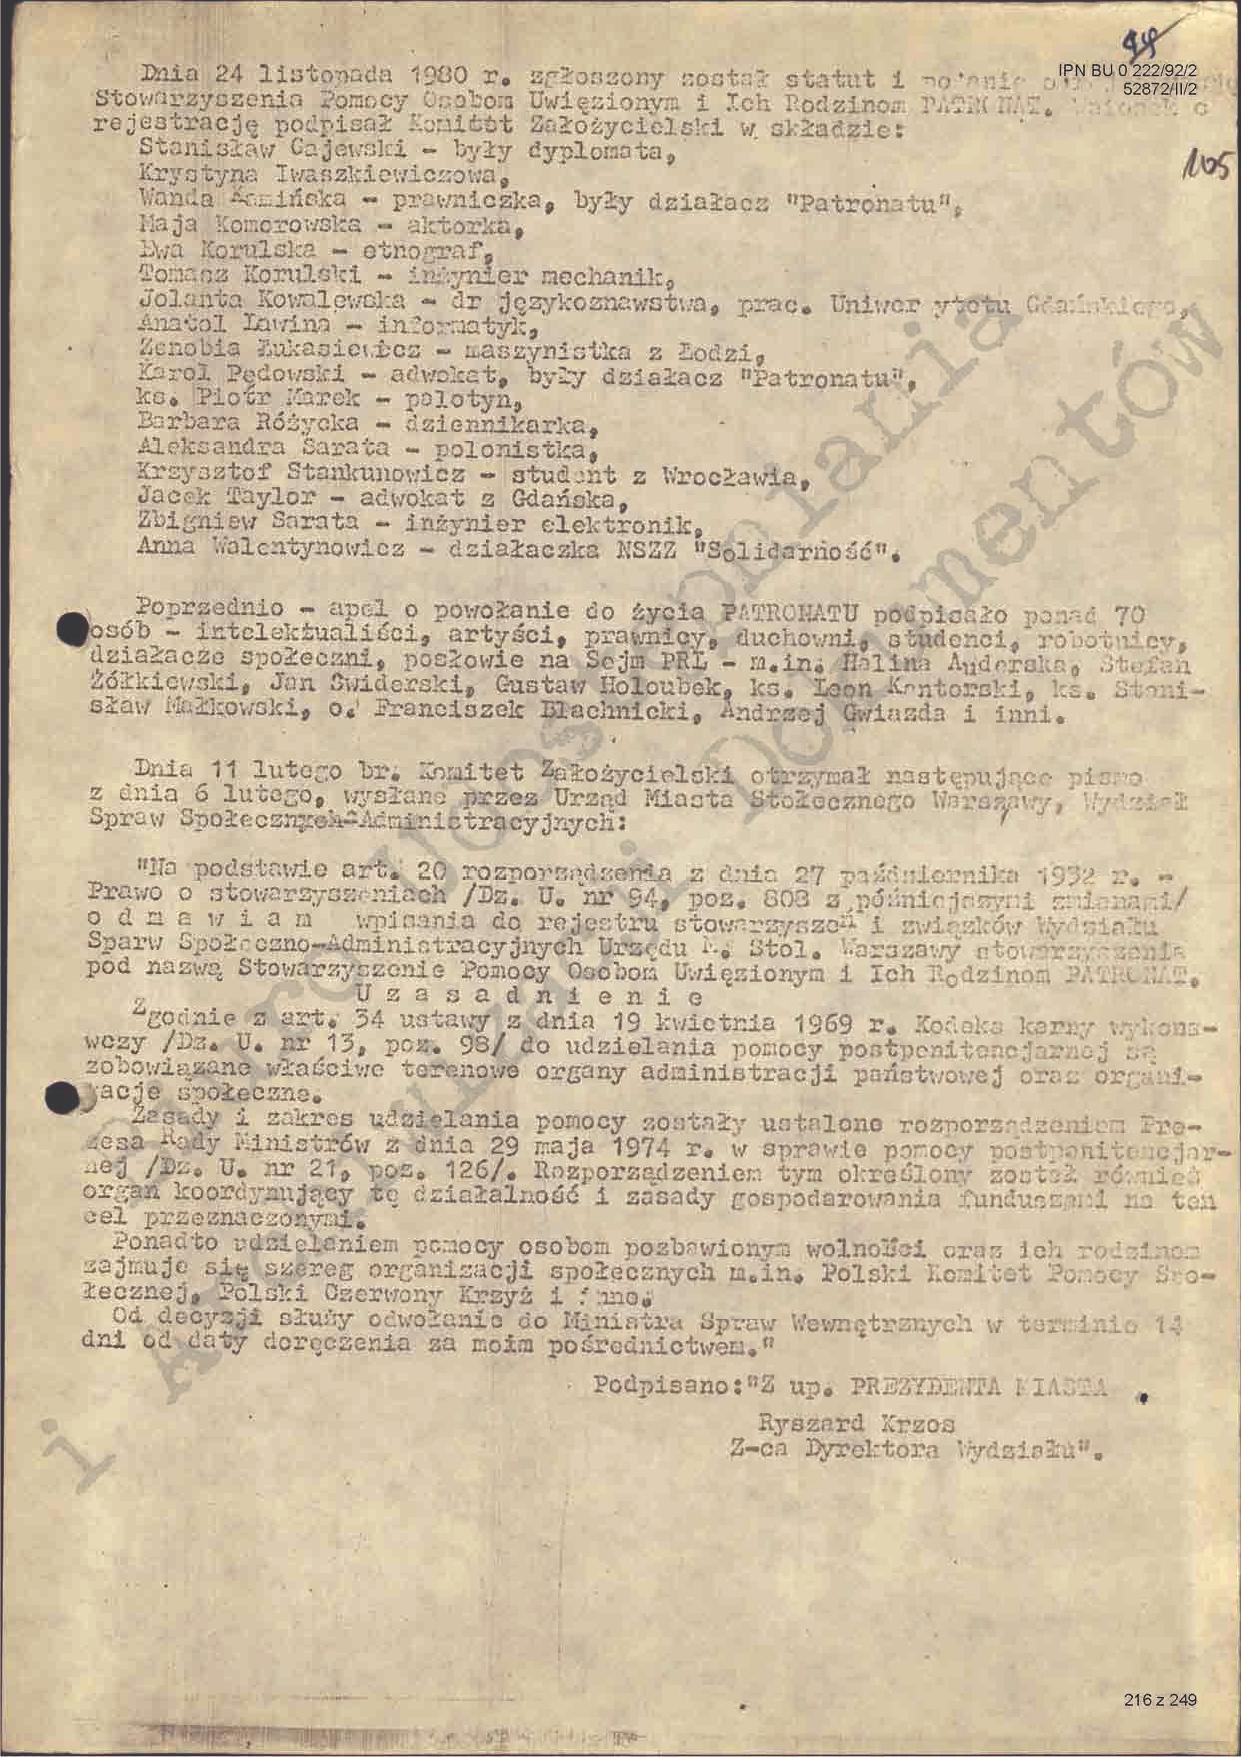 IPN BU 0 222/92/2
52872/II/2
105
Dnia 24 listopada 1980 r. zgłoszony został statut i podanie
Stowarzyszenia Pomocy Osobom Uwięzionym i Ich Rodzinom PATRONAT. Wniosek o
rejestrację podpisał Komitet Założycielski w składzie:
Stanisław Gajewski - były dyplomata,
Krystyna Iwaszkiewiczowa,
Wanda Kamińska - prawniczka, były działacz "Patronatu",
Maja Komorowska - aktorka,
Ewa Korulska - etnograf,
Tomasz Korulski - inżynier mechanik,
Jolanta Kowalewska - dr językoznawstwa, prac. Uniwer ytetu Gdańskiego,
Anatol Lawina - informatyk,
Zenobia Łukasiewicz - maszynistka z Łodzi,
Karol Pędowski - adwokat, były działacz "Patronatu",
ks. Piotr Marek - palotyn,
Barbara Różycka - dziennikarka,
Aleksandra Sarata - polonistka,
Krzysztof Stankunowicz - student z Wrocławia,
Jacek Taylor - adwokat z Gdańska,
Zbigniew Sarata - inżynier elektronik,
Anna Walentynowicz - działaczka NSZZ "Solidarność".
Poprzednio - apel o powołanie do życia PATRONATU podpisało ponad 70
osób - intelektualiści, artyści, prawnicy, duchowni, studenci, robotnicy,
działacze społeczni, posłowie na Sejm PRL - m.in. Halina Auderska, Stefan
Żółkiewski, Jan Świderski, Gustaw Holoubek, ks. Leon Kantorski, ks. Stani-
sław Małkowski, o. Franciszek Blachnicki, Andrzej Gwiazda i inni.
Dnia 11 lutego br. Komitet Założycielski otrzymał następujące pismo
z dnia 6 lutego, wysłane przez Urząd Miasta Stołecznego Warszawy, Wydział
Spraw Społecznych-Administracyjnych:
"Na podstawie art. 20 rozporządzenia z dnia 27 października 1932 r. -
Prawo o stowarzyszeniach /Dz. U. nr 94, poz. 808 z późniejszymi zmianami/
o d m a w i a m wpisania do rejestru stowarzyszeń i związków Wydziału
Sparw Społeczno-Administracyjnych Urzędu M. Stol. Warszawy stowarzyszenia
pod nazwą Stowarzyszenie Pomocy Osobom Uwięzionym i Ich Rodzinom PATRONAT.
U z a s a d n i e n i e
Zgodnie z art. 34 ustawy z dnia 19 kwietnia 1969 r. Kodeks karny wykona-
wczy /Dz. U. nr 13, poz. 98/ do udzielania pomocy postpenitencjarnej są
zobowiązane właściwe terenowe organy administracji państwowej oraz organi-
zacje społeczne.
Zasady i zakres udzielania pomocy zostały ustalone rozporządzeniem Pre-
zesa Rady Ministrów z dnia 29 maja 1974 r. w sprawie pomocy postpenitencjar-
nej /Dz. U. nr 21, poz. 126/. Rozporządzeniem tym określony został również
organ koordynujący tę działalność i zasady gospodarowania funduszami na ten
cel przeznaczonymi.
Ponadto udzielaniem pomocy osobom pozbawionym wolności oraz ich rodzinom
zajmuje się szereg organizacji społecznych m.in. Polski Komitet Pomocy Spo-
łecznej, Polski Czerwony Krzyż i inne.
Od decyzji służy odwołanie do Ministra Spraw Wewnętrznych w terminie 14
dni od daty doręczenia za moim pośrednictwem."
Podpisano:"Z up. PREZYDENTA MIASTA
Ryszard Krzos
Z-ca Dyrektora Wydziału".
216 z 249